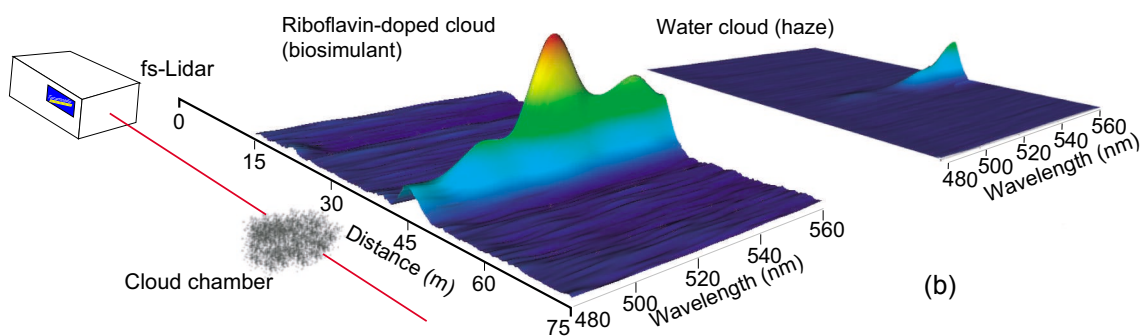 Riboflavin-doped cloud
(biosimulant)
Water cloud (haze)
fs-Lidar
0
15
30
45
60
75
Distance (m)
Cloud chamber
480
500
520
540
560
Wavelength (nm)
480
500
520
540
560
Wavelength (nm)
(b)